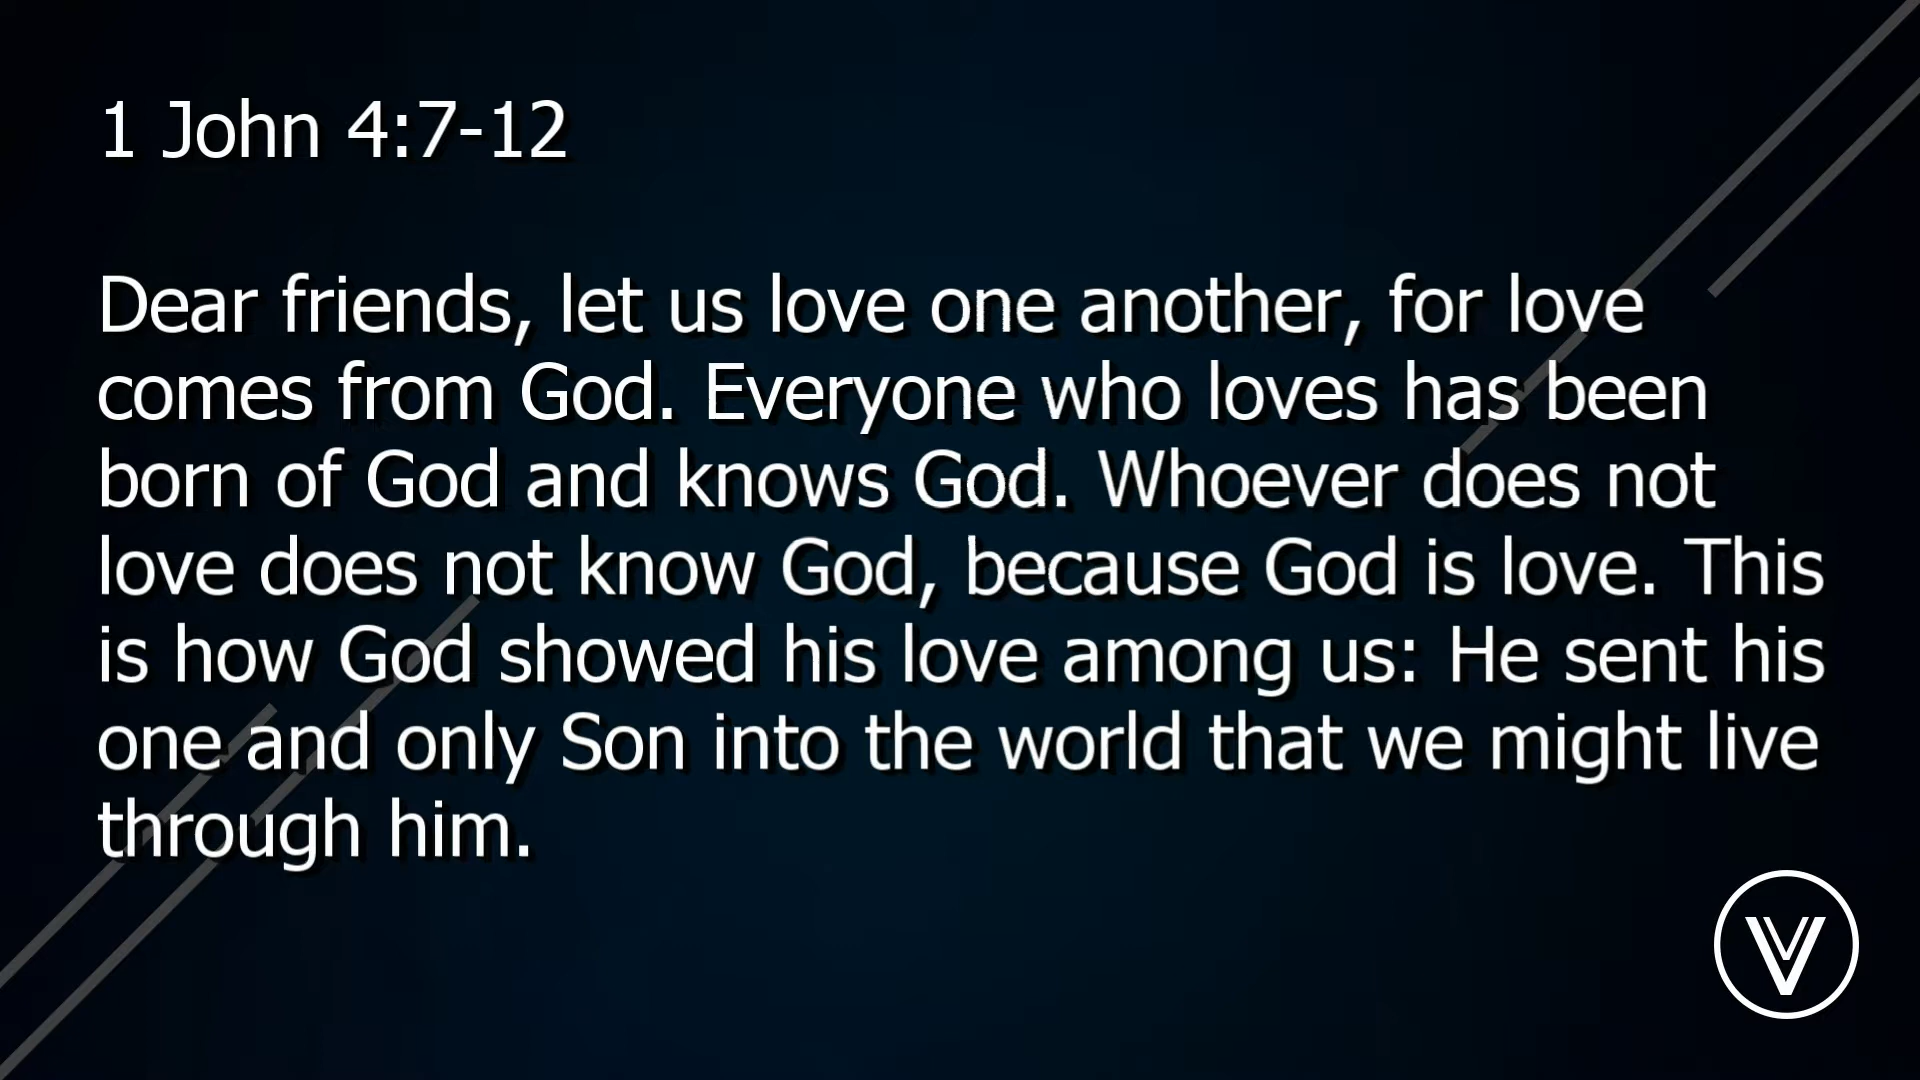 1 John 4:7-12
Dear friends, let us love one another, for love
comes from God. Everyone who loves has been
born of God and knows God. Whoever does not
love does not know God, because God is love. This
is how God showed his love among us: He sent his
one and only Son into the world that we might live
through him.